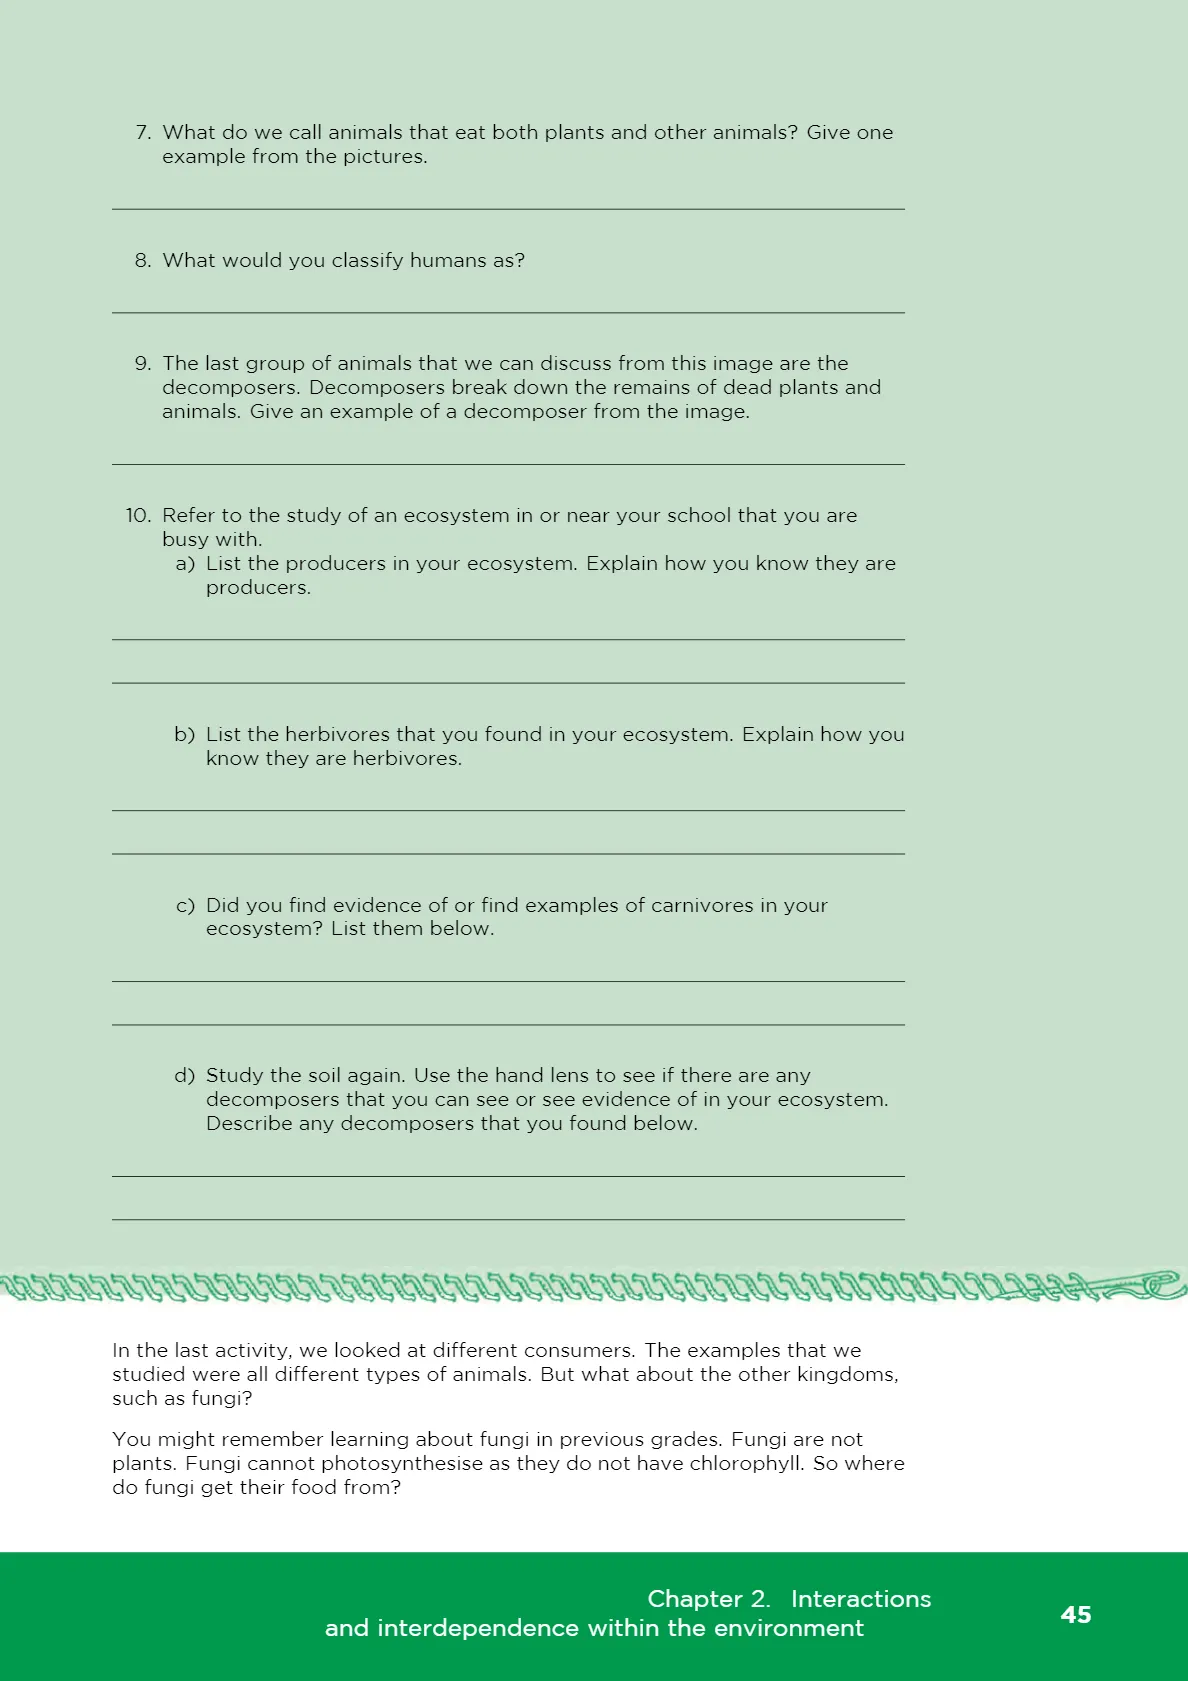 7. What do we call animals that eat both plants and other animals? Give one
example from the pictures.
8. What would you classify humans as?
9. The last group of animals that we can discuss from this image are the
decomposers. Decomposers break down the remains of dead plants and
animals. Give an example of a decomposer from the image.
10. Refer to the study of an ecosystem in or near your school that you are
busy with.
a) List the producers in your ecosystem. Explain how you know they are
producers.
b) List the herbivores that you found in your ecosystem. Explain how you
know they are herbivores.
c) Did you find evidence of or find examples of carnivores in your
ecosystem? List them below.
d) Study the soil again. Use the hand lens to see if there are any
decomposers that you can see or see evidence of in your ecosystem.
Describe any decomposers that you found below.
In the last activity, we looked at different consumers. The examples that we
studied were all different types of animals. But what about the other kingdoms,
such as fungi?
You might remember learning about fungi in previous grades. Fungi are not
plants. Fungi cannot photosynthesise as they do not have chlorophyll. So where
do fungi get their food from?
Chapter 2. Interactions
and interdependence within the environment
45